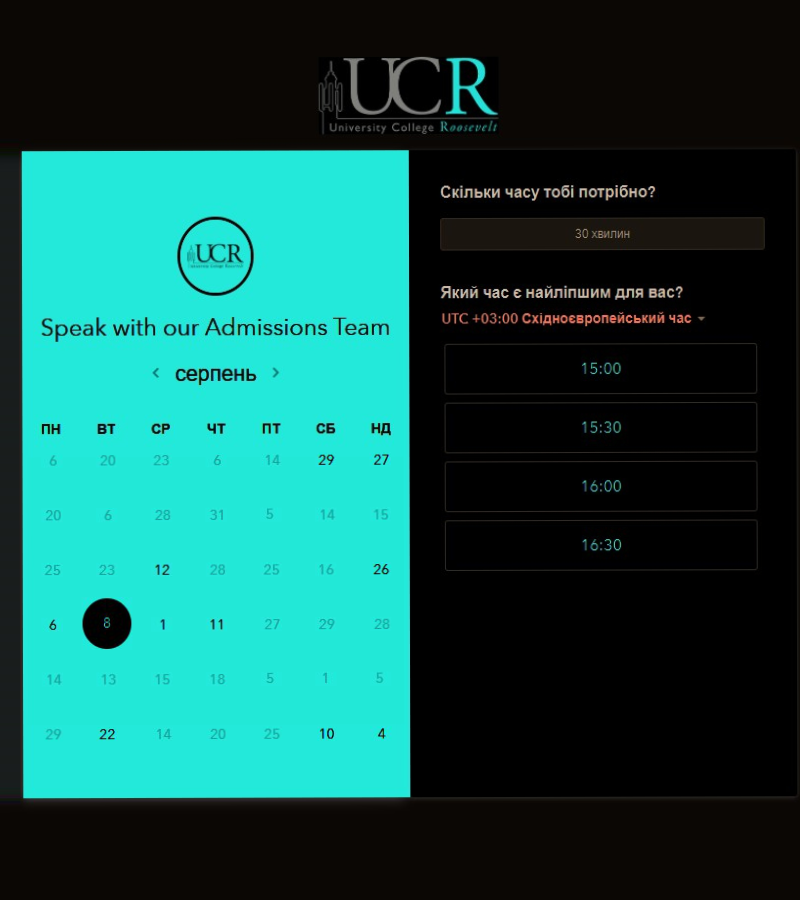 UCR
University College Roosevelt
UCR
Speak with our Admissions Team
серпень
ПН ВТ СР ЧТ ПТ СБ НД
6 20 23 6 14 29 27
20 6 28 31 5 14 15
25 23 12 28 25 16 26
6 8 1 11 27 29 28
14 13 15 18 5 1 5
29 22 14 20 25 10 4
Скільки часу тобі потрібно?
30 хвилин
Який час є найліпшим для вас?
UTC +03:00 Східноєвропейський час
15:00
15:30
16:00
16:30